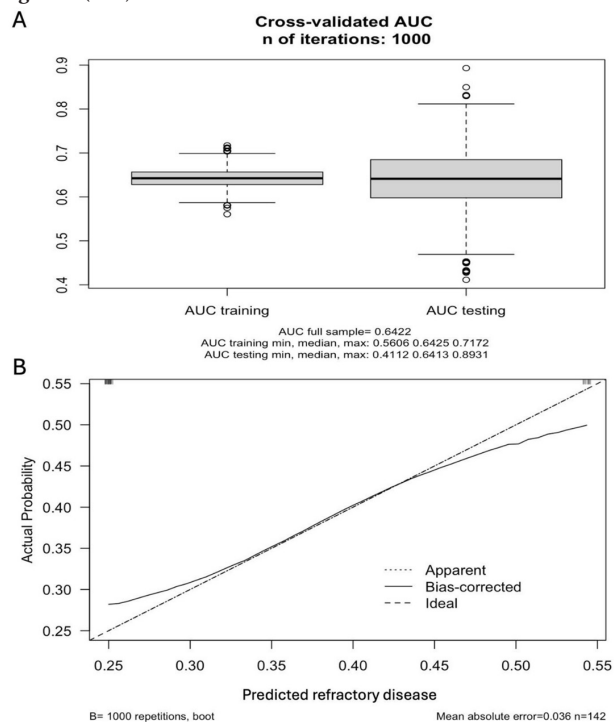 A
Cross-validated AUC
n of iterations: 1000
0.9
0.8
0.7
0.6
0.5
0.4
AUC training
AUC testing
AUC full sample= 0.6422
AUC training min, median, max: 0.5606 0.6425 0.7172
AUC testing min, median, max: 0.4112 0.6413 0.8931
B
0.55
0.50
0.45
0.40
0.35
0.30
0.25
Actual Probability
Apparent
Bias-corrected
Ideal
0.25 0.30 0.35 0.40 0.45 0.50 0.55
Predicted refractory disease
B= 1000 repetitions, boot
Mean absolute error=0.036 n=142